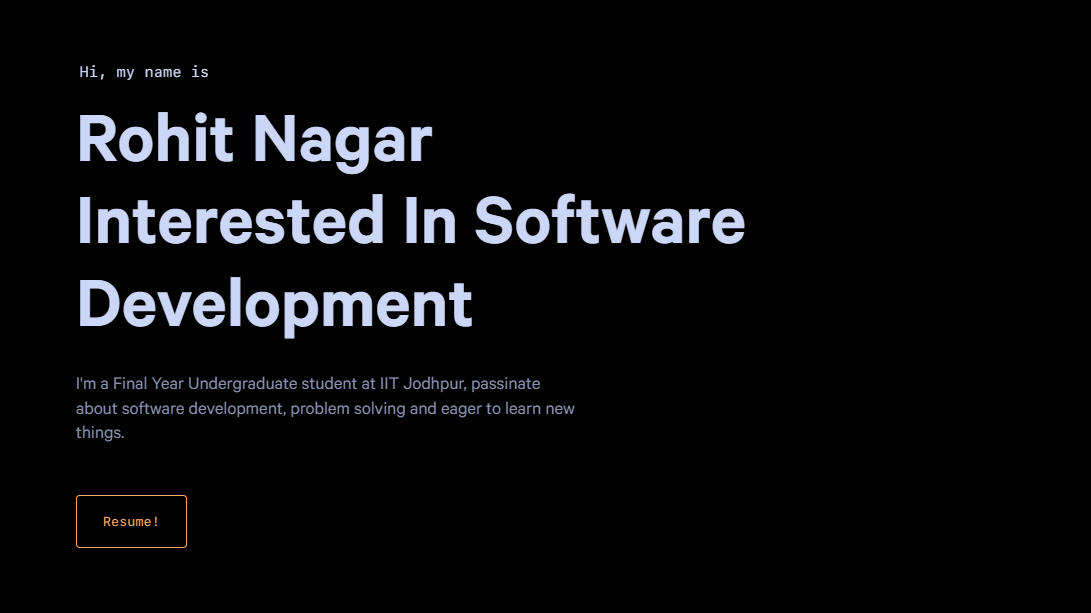 Hi, my name is
Rohit Nagar
Interested In Software
Development
I'm a Final Year Undergraduate student at IIT Jodhpur, passinate
about software development, problem solving and eager to learn new
things.
Resume!